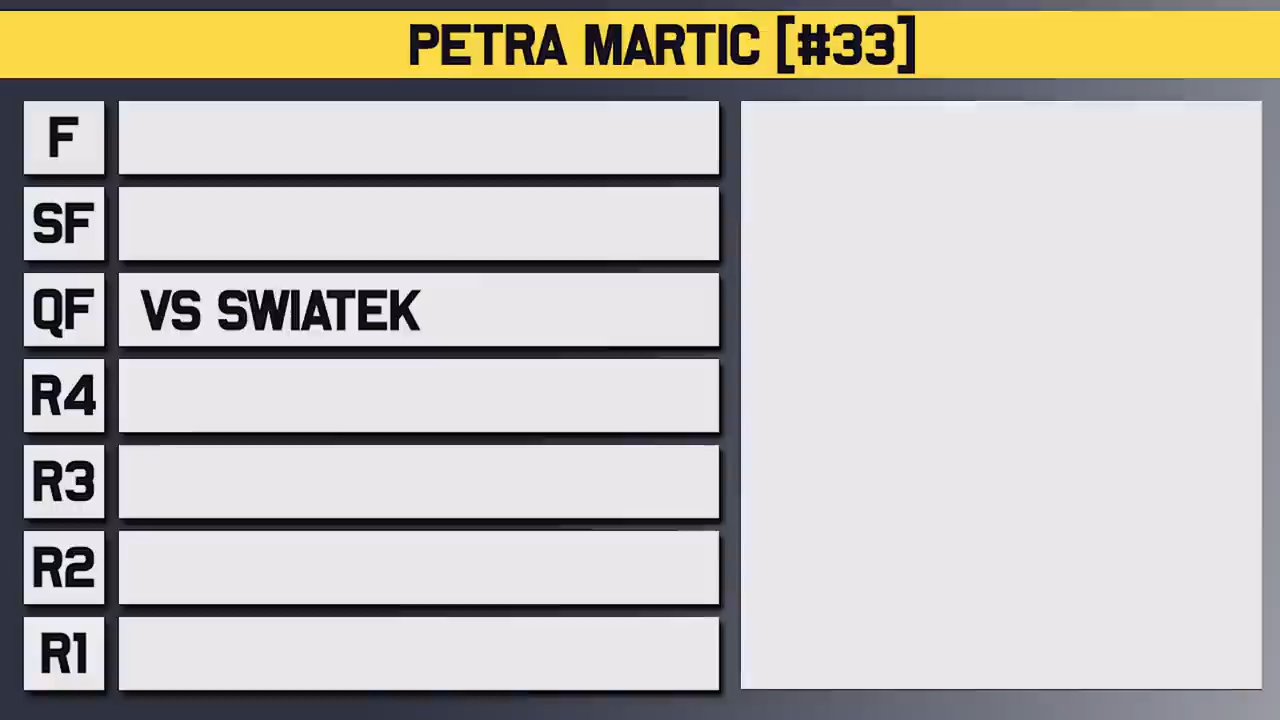 PETRA MARTIC [#33]
F
SF
QF VS SWIATEK
R4
R3
R2
R1